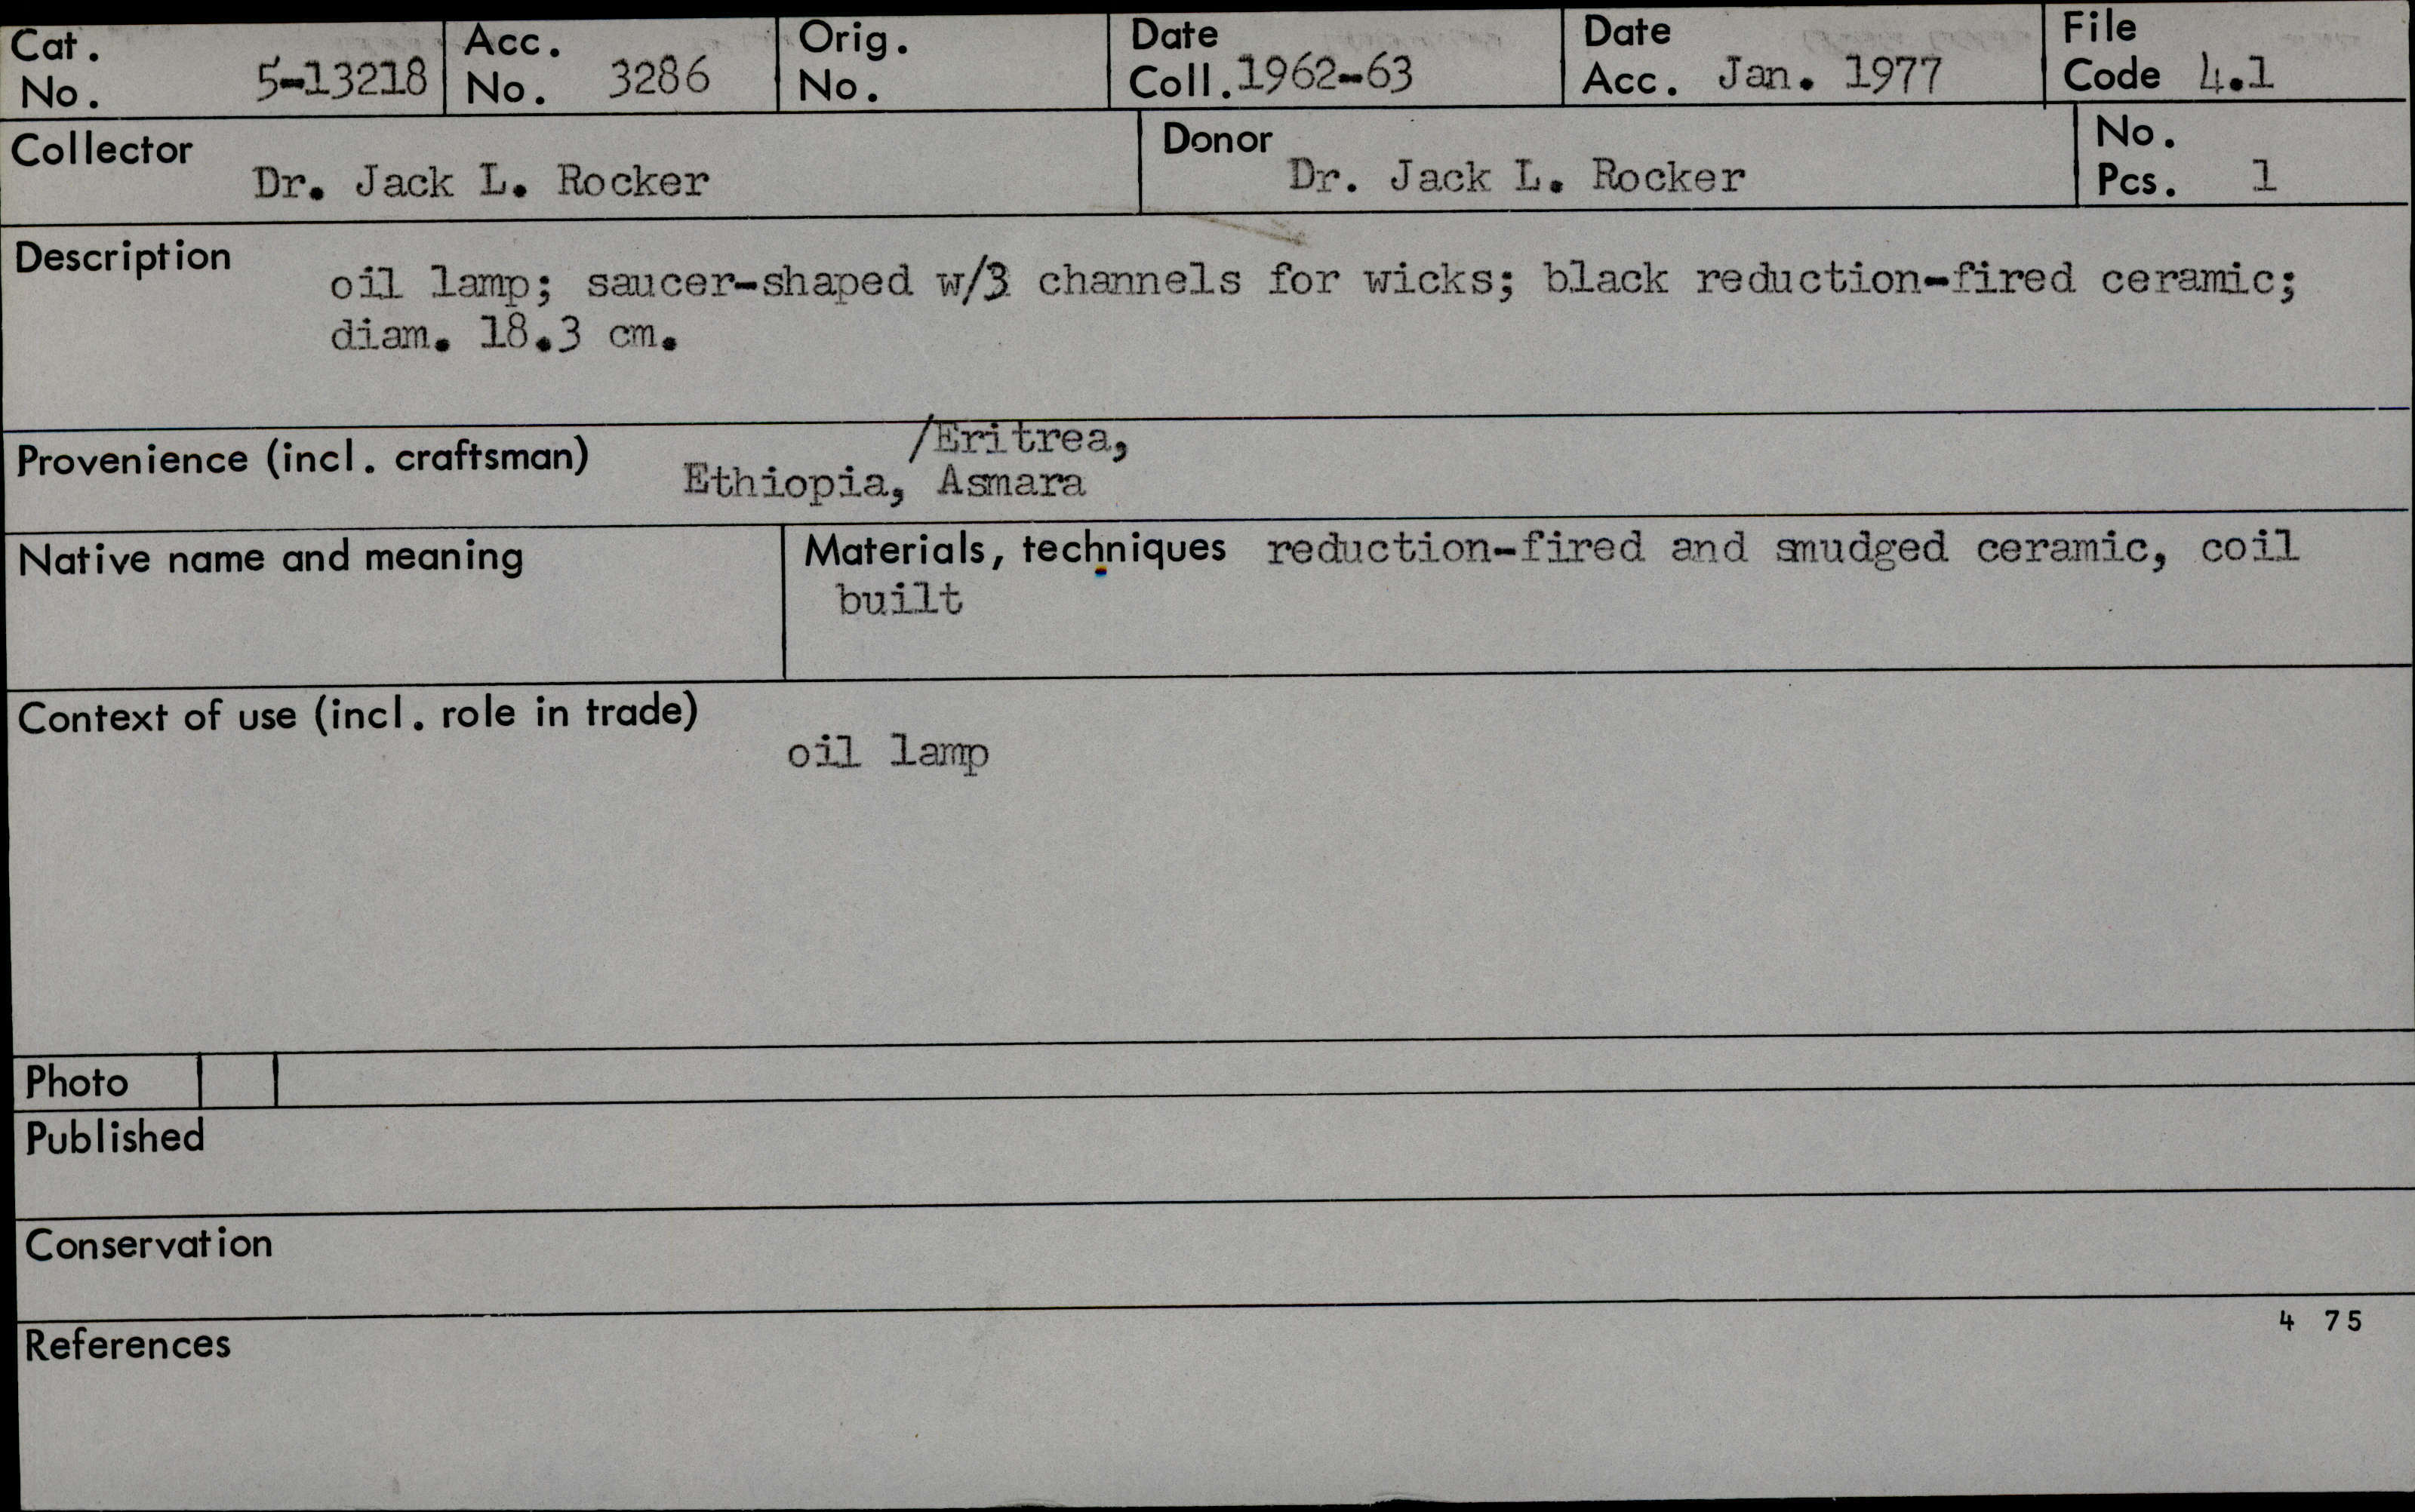 Cat. No. 5-13218 Acc. No. 3286 Orig. No. Date Coll. 1962-63 Date Acc. Jan. 1977 File Code 4.1
Collector Dr. Jack L. Rocker Donor Dr. Jack L. Rocker No. Pcs. 1
Description
oil lamp; saucer-shaped w/3 channels for wicks; black reduction-fired ceramic;
diam. 18.3 cm.
/Eritrea,
Provenience (incl. craftsman) Ethiopia, Asmara
Native name and meaning
Materials, techniques reduction-fired and smudged ceramic, coil
built
Context of use (incl. role in trade)
oil lamp
Photo
Published
Conservation
References
4 75